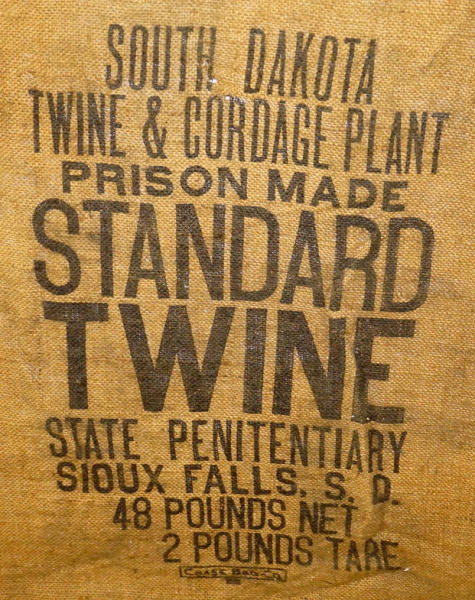 SOUTH DAKOTA
TWINE & CORDAGE PLANT
PRISON MADE
STANDARD
TWINE
STATE PENITENTIARY
SIOUX FALLS, S. D.
48 POUNDS NET
2 POUNDS TARE